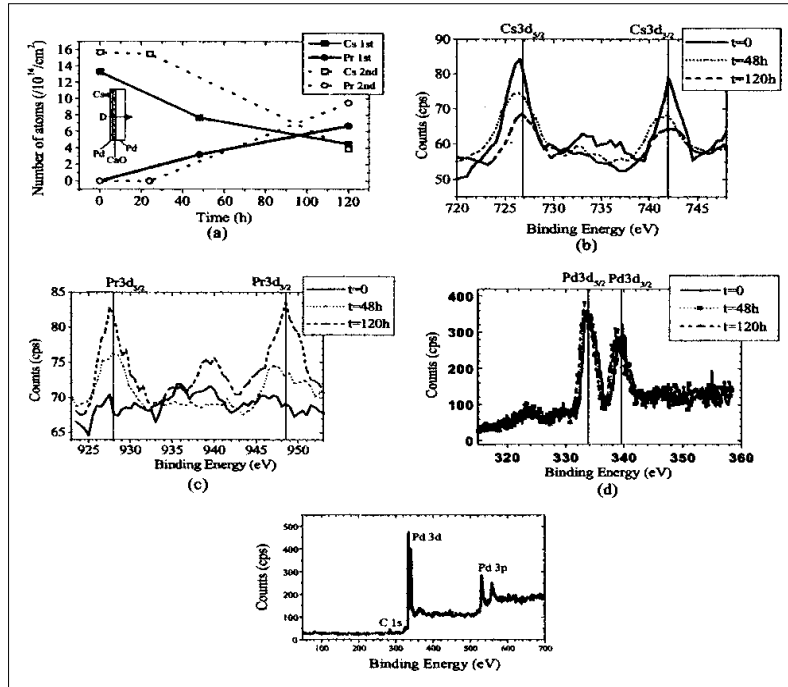 Number of atoms (/10¹⁴/cm²)
16
14
12
10
8
6
4
2
0
Cs 1st
Pr 1st
Cs 2nd
Pr 2nd
Cs
D
Pd
CaO
Pd
0 20 40 60 80 100 120
Time (h)
(a)
Cs3d₅/₂ Cs3d₃/₂
t=0
t=48h
t=120h
Counts (cps)
90
80
70
60
50
720 725 730 735 740 745
Binding Energy (eV)
(b)
Pr3d₅/₂ Pr3d₃/₂
t=0
t=48h
t=120h
Counts (cps)
85
80
75
70
65
925 930 935 940 945 950
Binding Energy (eV)
(c)
Pd3d₅/₂ Pd3d₃/₂
t=0
t=48h
t=120h
Counts (cps)
400
300
200
100
0
320 330 340 350 360
Binding Energy (eV)
(d)
Counts (cps)
500
400
300
200
100
0
Pd 3d
Pd 3p
C 1s
100 200 300 400 500 600 700
Binding Energy (eV)